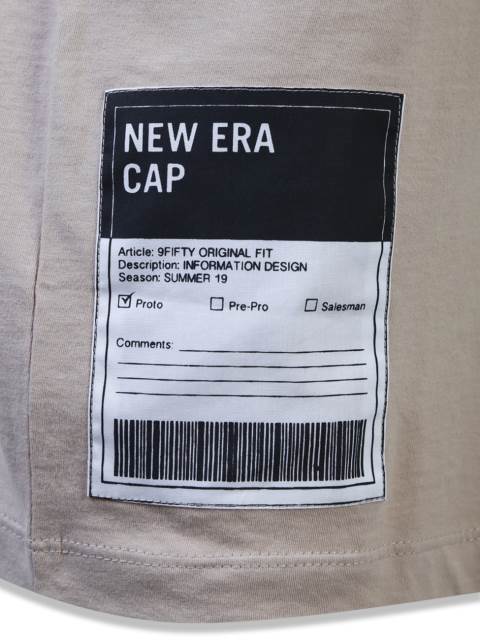 NEW ERA
CAP
Article: 9FIFTY ORIGINAL FIT
Description: INFORMATION DESIGN
Season: SUMMER 19
Proto Pre-Pro Salesman
Comments: